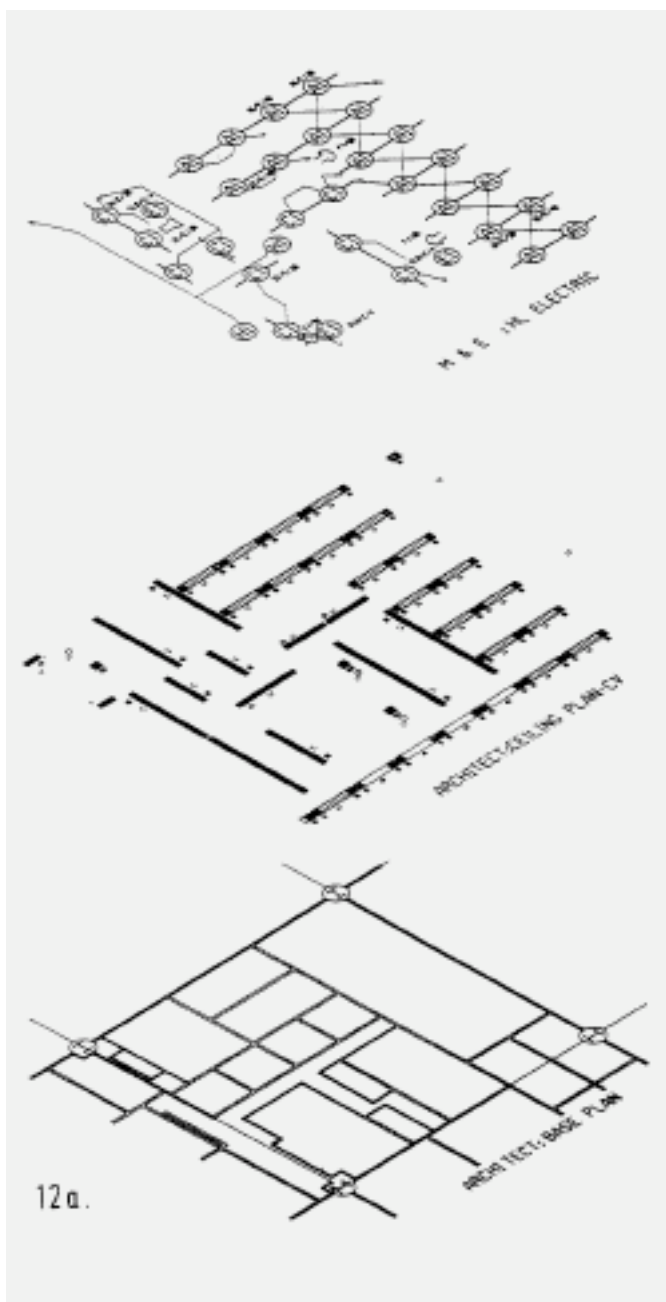 M & E : HL ELECTRIC
ARCHITECT:CEILING PLAN-CV
ARCHITECT: BASE PLAN
12a.